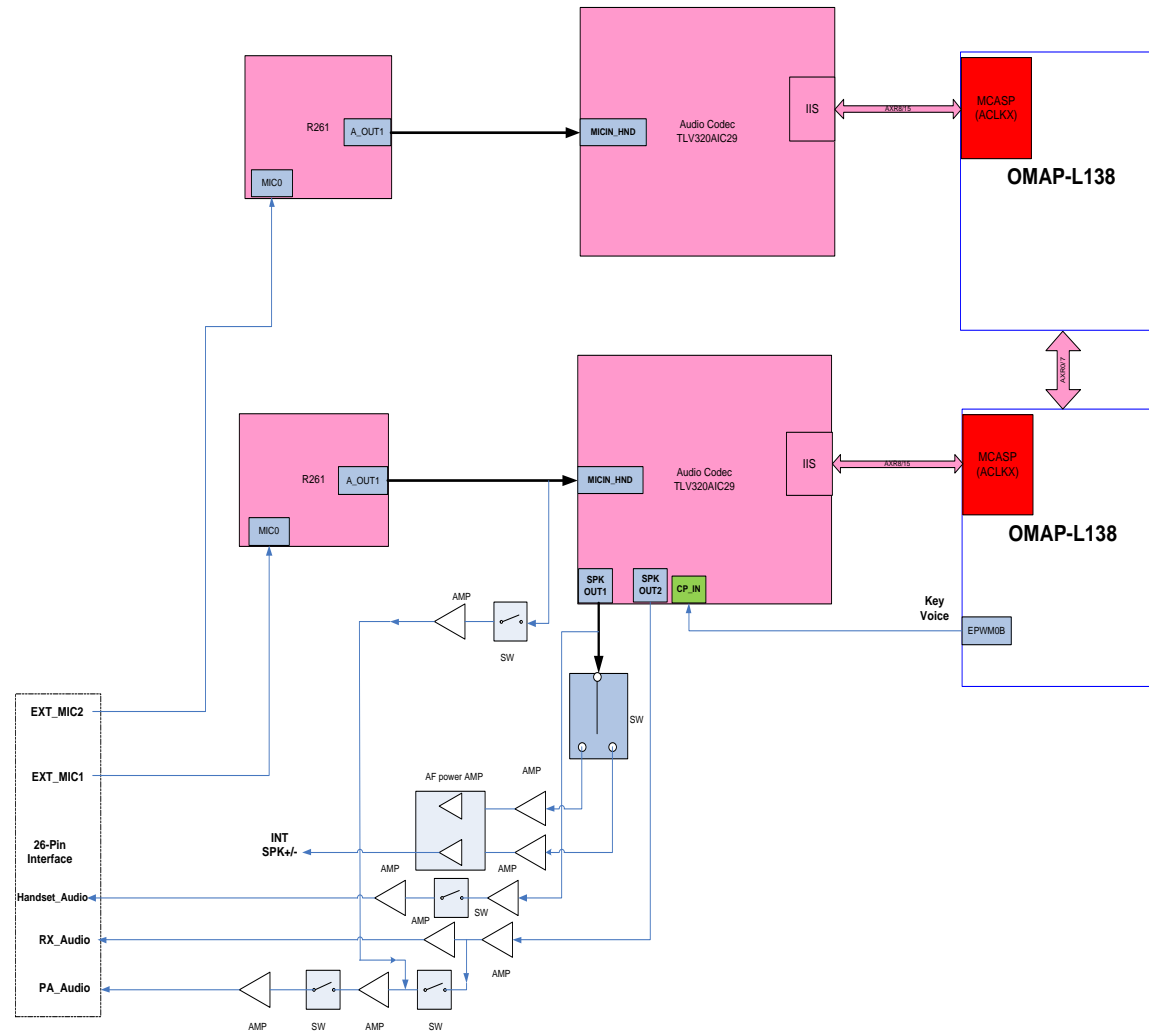 R261
A_OUT1
MIC0
MICIN_HND
Audio Codec
TLV320AIC29
IIS
AXR8/15
MCASP
(ACLKX)
OMAP-L138
AXR0/7
R261
A_OUT1
MIC0
MICIN_HND
Audio Codec
TLV320AIC29
IIS
AXR8/15
MCASP
(ACLKX)
OMAP-L138
SPK
OUT1
SPK
OUT2
CP_IN
Key
Voice
EPWM0B
AMP
SW
SW
EXT_MIC2
EXT_MIC1
AF power AMP
AMP
26-Pin
Interface
INT
SPK+/-
AMP
AMP
Handset_Audio
SW
AMP
RX_Audio
AMP
PA_Audio
AMP
SW
AMP
SW